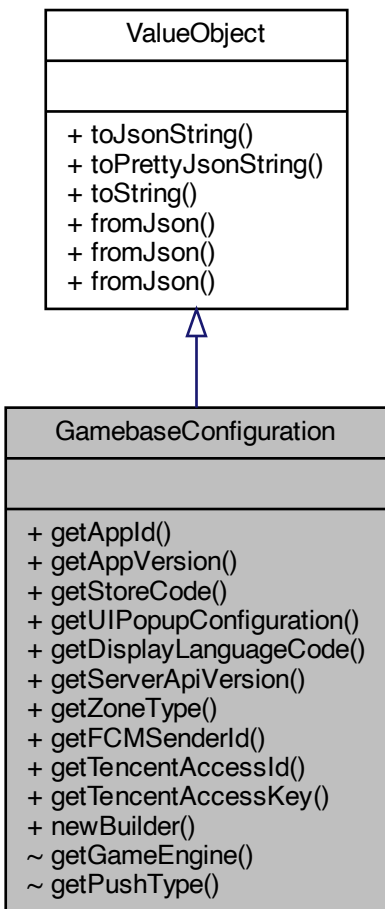 ValueObject
+ toJsonString()
+ toPrettyJsonString()
+ toString()
+ fromJson()
+ fromJson()
+ fromJson()
GamebaseConfiguration
+ getAppId()
+ getAppVersion()
+ getStoreCode()
+ getUIPopupConfiguration()
+ getDisplayLanguageCode()
+ getServerApiVersion()
+ getZoneType()
+ getFCMSenderId()
+ getTencentAccessId()
+ getTencentAccessKey()
+ newBuilder()
~ getGameEngine()
~ getPushType()